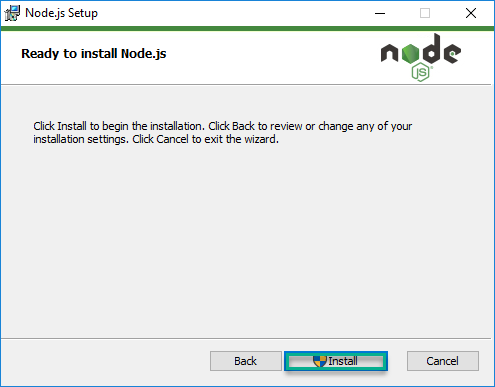 Node.js Setup
Ready to install Node.js
node
JS
Click Install to begin the installation. Click Back to review or change any of your
installation settings. Click Cancel to exit the wizard.
Back
Install
Cancel